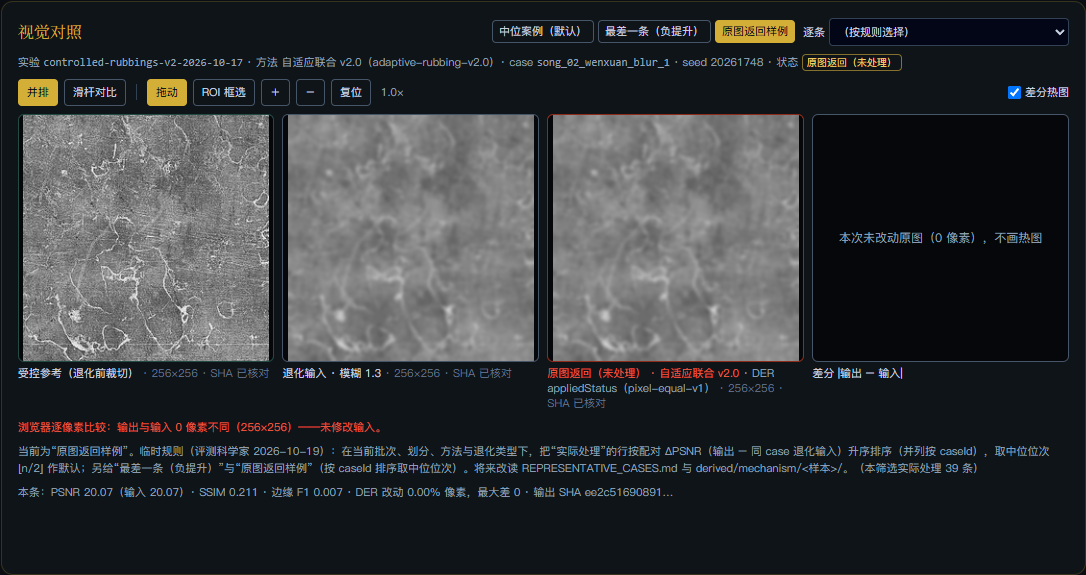 视觉对照
中位案例（默认） 最差一条（负提升） 原图返回样例 逐条 （按规则选择）
实验 controlled-rubbings-v2-2026-10-17 · 方法 自适应联合 v2.0（adaptive-rubbing-v2.0） · case song_02_wenxuan_blur_1 · seed 20261748 · 状态 原图返回（未处理）
并排 滑杆对比 拖动 ROI 框选 + − 复位 1.0× 差分热图
本次未改动原图（0 像素），不画热图
受控参考（退化前裁切） · 256×256 · SHA 已核对
退化输入 · 模糊 1.3 · 256×256 · SHA 已核对
原图返回（未处理） · 自适应联合 v2.0 · DER
appliedStatus（pixel-equal-v1） · 256×256 ·
SHA 已核对
差分 |输出 − 输入|
浏览器逐像素比较：输出与输入 0 像素不同（256×256）——未修改输入。
当前为“原图返回样例”。临时规则（评测科学家 2026-10-19）：在当前批次、划分、方法与退化类型下，把“实际处理”的行按配对 ΔPSNR（输出 − 同 case 退化输入）升序排序（并列按 caseId），取中位位次
⌊n/2⌋ 作默认；另给“最差一条（负提升）”与“原图返回样例”（按 caseId 排序取中位位次）。将来改读 REPRESENTATIVE_CASES.md 与 derived/mechanism/<样本>/。（本筛选实际处理 39 条）
本条：PSNR 20.07（输入 20.07） · SSIM 0.211 · 边缘 F1 0.007 · DER 改动 0.00% 像素，最大差 0 · 输出 SHA ee2c51690891…